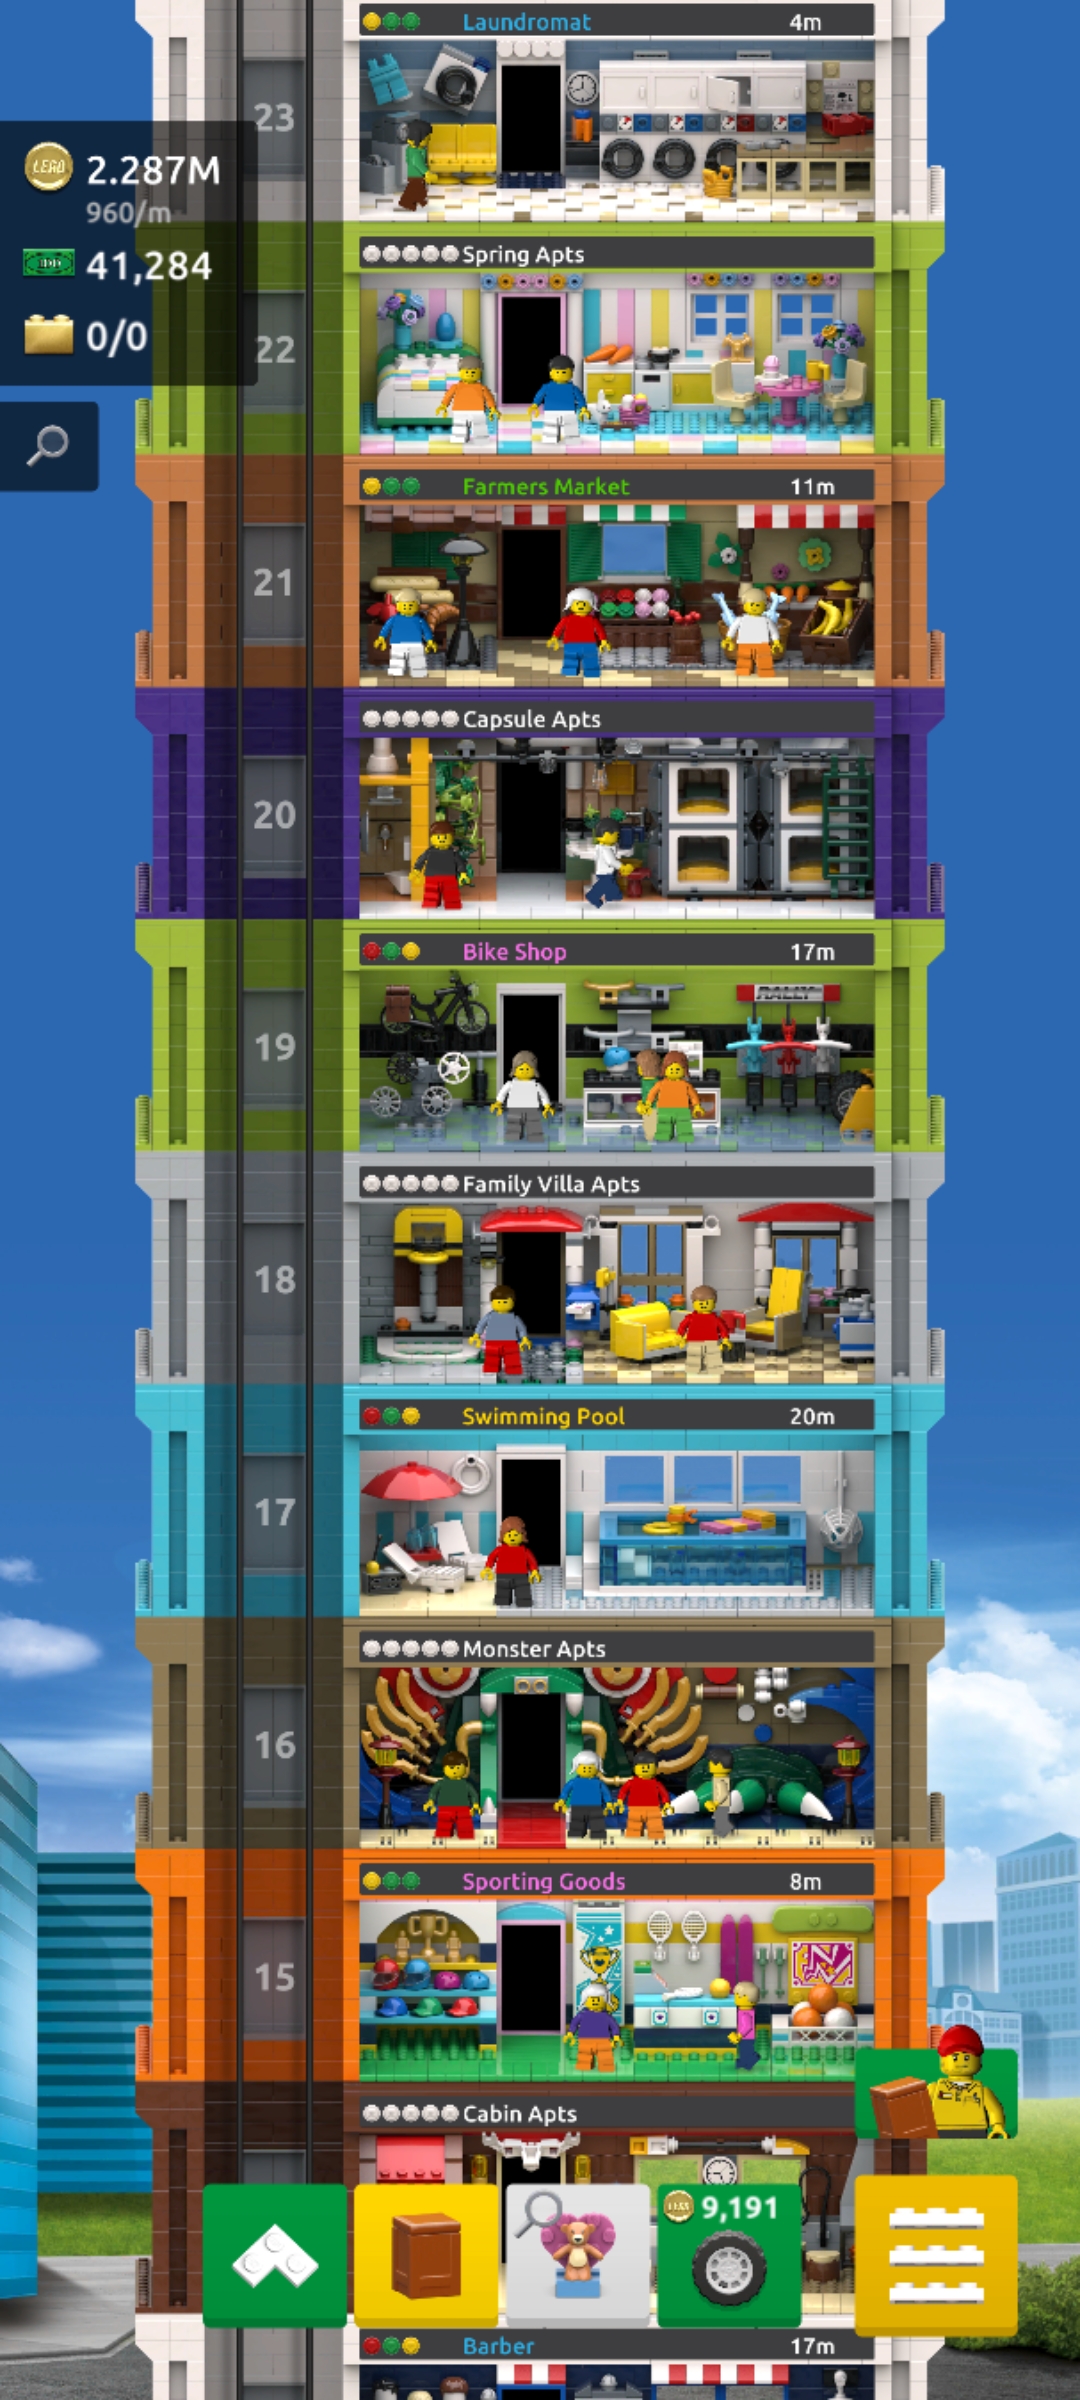 Laundromat 4m
23
LEGO 2.287M
960/m
41,284
0/0
Spring Apts
22
Farmers Market 11m
21
Capsule Apts
20
Bike Shop 17m
RALLY
19
Family Villa Apts
18
Swimming Pool 20m
17
Monster Apts
16
Sporting Goods 8m
15
Cabin Apts
9,191
Barber 17m